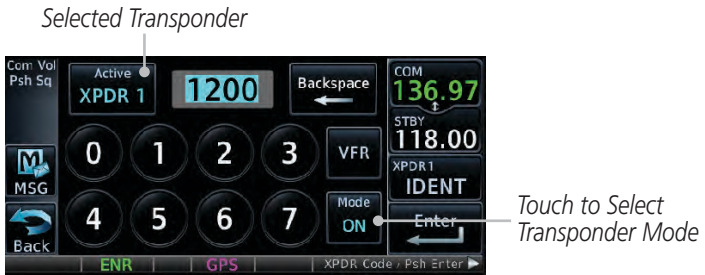 Selected Transponder
Com Vol
Psh Sq
Active
XPDR 1
1200
Backspace
COM
136.97
STBY
118.00
0 1 2 3 VFR
XPDR1
IDENT
MSG
4 5 6 7
Mode
ON
Enter
Back
Touch to Select
Transponder Mode
ENR GPS XPDR Code / Psh Enter